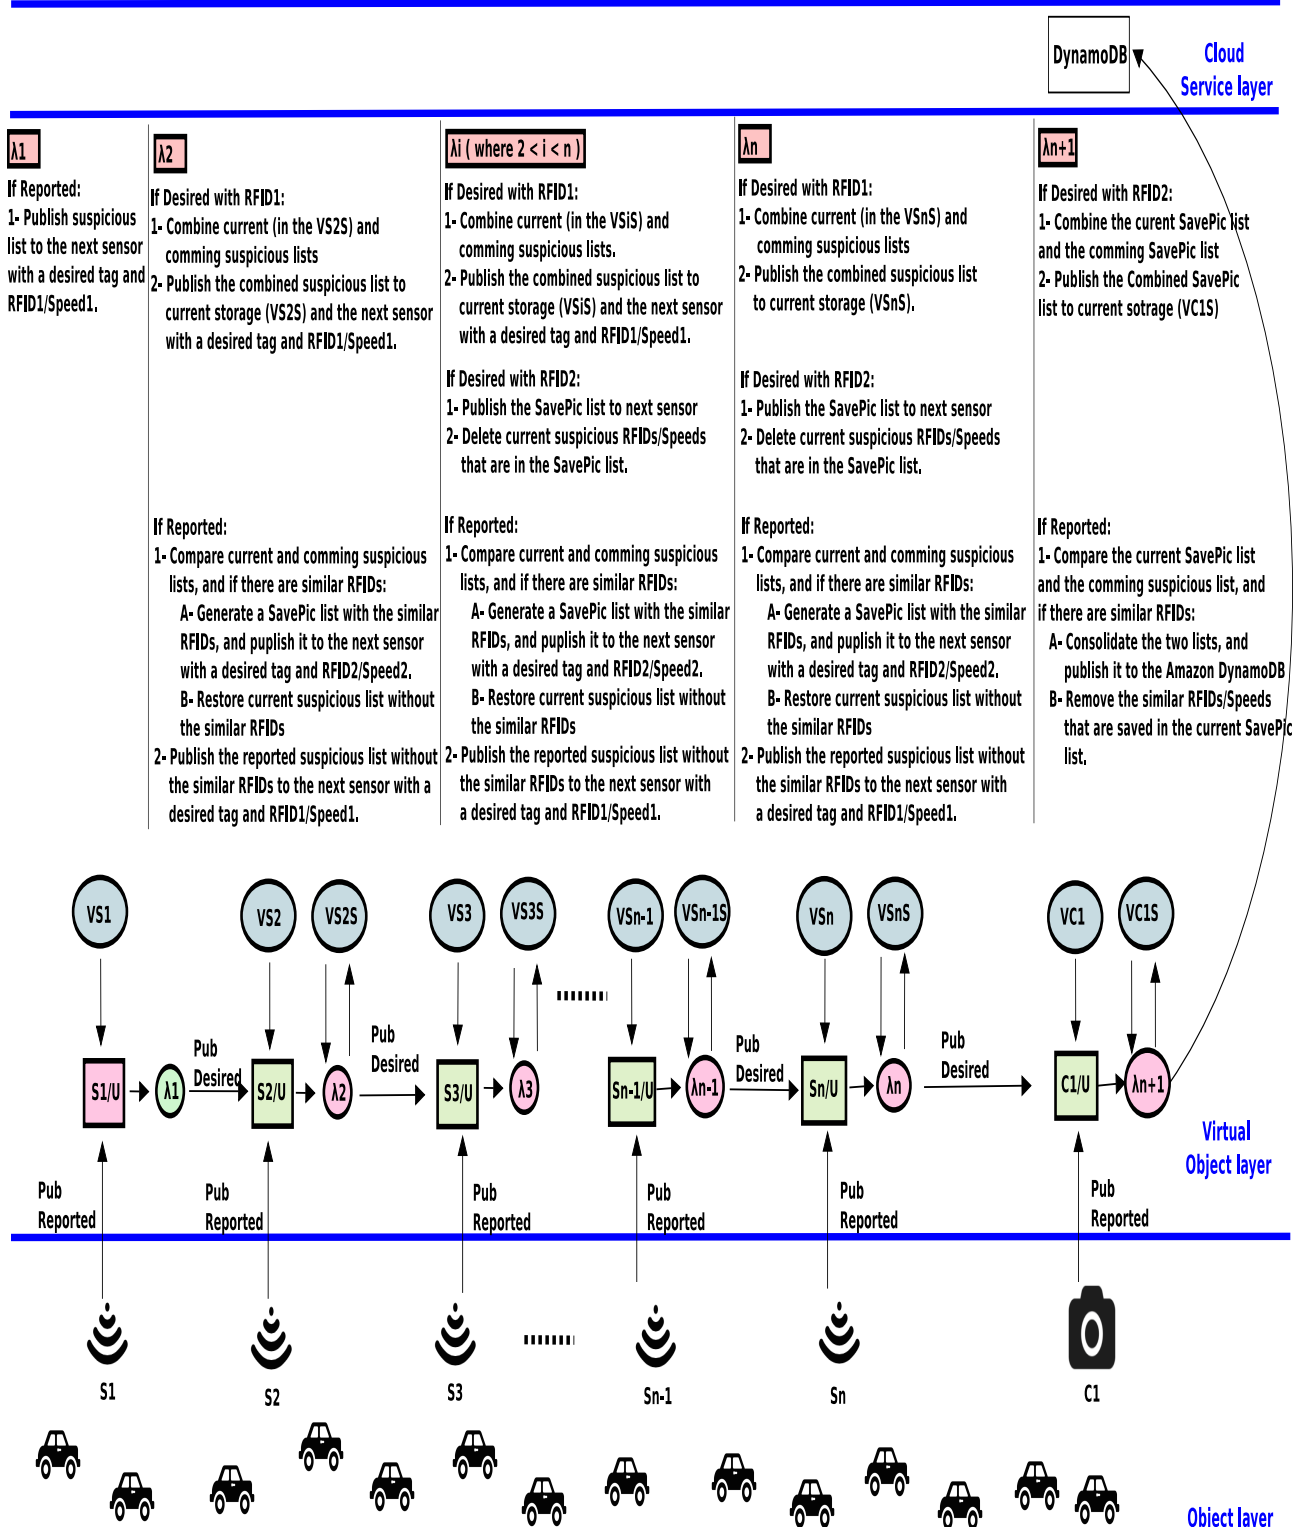 DynamoDB
Cloud
Service layer
λ1
If Reported:
1- Publish suspicious
list to the next sensor
with a desired tag and
RFID1/Speed1.
λ2
If Desired with RFID1:
1- Combine current (in the VS2S) and
comming suspicious lists
2- Publish the combined suspicious list to
current storage (VS2S) and the next sensor
with a desired tag and RFID1/Speed1.
If Reported:
1- Compare current and comming suspicious
lists, and if there are similar RFIDs:
A- Generate a SavePic list with the similar
RFIDs, and puplish it to the next sensor
with a desired tag and RFID2/Speed2.
B- Restore current suspicious list without
the similar RFIDs
2- Publish the reported suspicious list without
the similar RFIDs to the next sensor with a
desired tag and RFID1/Speed1.
λi ( where 2 < i < n )
If Desired with RFID1:
1- Combine current (in the VSiS) and
comming suspicious lists.
2- Publish the combined suspicious list to
current storage (VSiS) and the next sensor
with a desired tag and RFID1/Speed1.
If Desired with RFID2:
1- Publish the SavePic list to next sensor
2- Delete current suspicious RFIDs/Speeds
that are in the SavePic list.
If Reported:
1- Compare current and comming suspicious
lists, and if there are similar RFIDs:
A- Generate a SavePic list with the similar
RFIDs, and puplish it to the next sensor
with a desired tag and RFID2/Speed2.
B- Restore current suspicious list without
the similar RFIDs
2- Publish the reported suspicious list without
the similar RFIDs to the next sensor with
a desired tag and RFID1/Speed1.
λn
If Desired with RFID1:
1- Combine current (in the VSnS) and
comming suspicious lists
2- Publish the combined suspicious list
to current storage (VSnS).
If Desired with RFID2:
1- Publish the SavePic list to next sensor
2- Delete current suspicious RFIDs/Speeds
that are in the SavePic list.
If Reported:
1- Compare current and comming suspicious
lists, and if there are similar RFIDs:
A- Generate a SavePic list with the similar
RFIDs, and puplish it to the next sensor
with a desired tag and RFID2/Speed2.
B- Restore current suspicious list without
the similar RFIDs
2- Publish the reported suspicious list without
the similar RFIDs to the next sensor with
a desired tag and RFID1/Speed1.
λn+1
If Desired with RFID2:
1- Combine the curent SavePic list
and the comming SavePic list
2- Publish the Combined SavePic
list to current sotrage (VC1S)
If Reported:
1- Compare the current SavePic list
and the comming suspicious list, and
if there are similar RFIDs:
A- Consolidate the two lists, and
publish it to the Amazon DynamoDB
B- Remove the similar RFIDs/Speeds
that are saved in the current SavePic
list.
VS1
VS2
VS2S
VS3
VS3S
VSn-1
VSn-1S
VSn
VSnS
VC1
VC1S
Pub
Desired
Pub
Desired
Pub
Desired
Pub
Desired
S1/U
λ1
S2/U
λ2
S3/U
λ3
Sn-1/U
λn-1
Sn/U
λn
C1/U
λn+1
Virtual
Object layer
Pub
Reported
Pub
Reported
Pub
Reported
Pub
Reported
Pub
Reported
Pub
Reported
S1
S2
S3
Sn-1
Sn
C1
Object layer